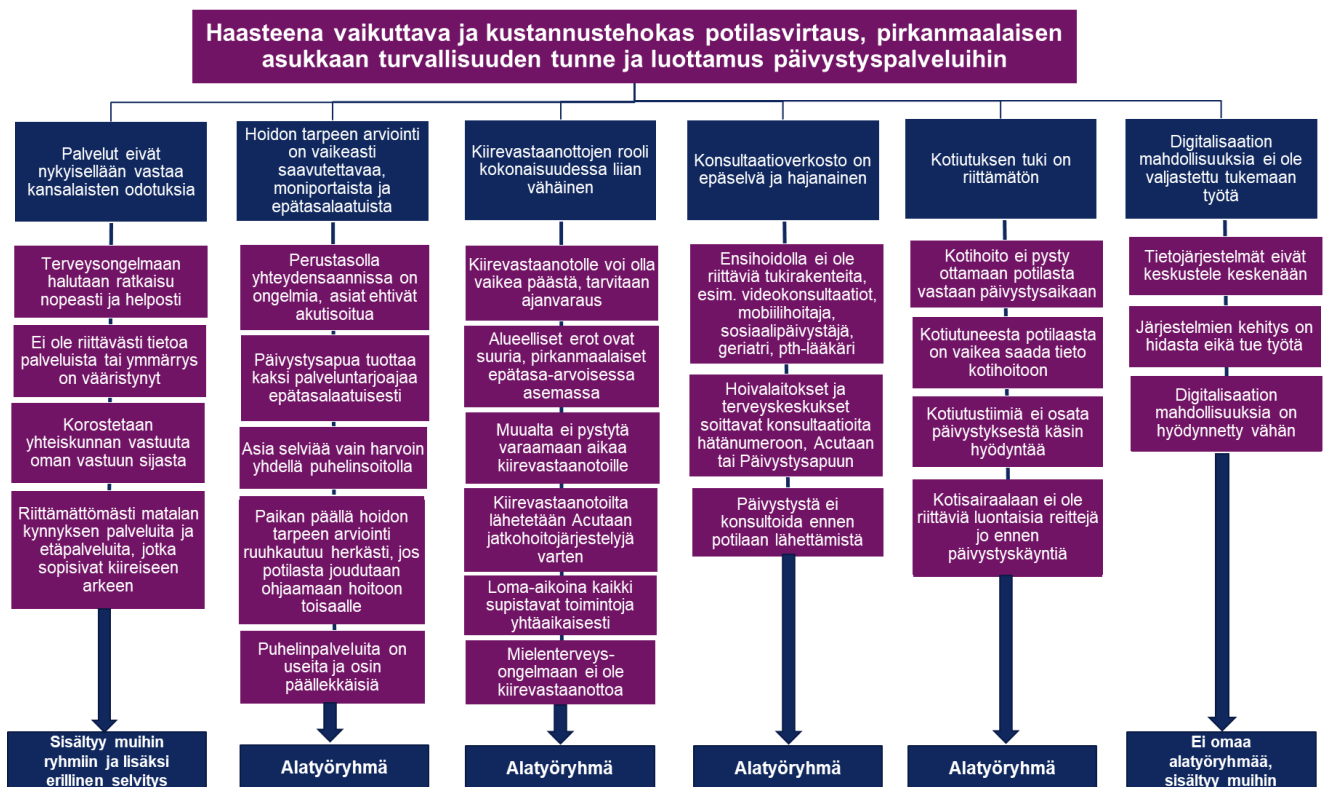 Haasteena vaikuttava ja kustannustehokas potilasvirtaus, pirkanmaalaisen
asukkaan turvallisuuden tunne ja luottamus päivystyspalveluihin
Palvelut eivät
nykyisellään vastaa
kansalaisten odotuksia
Terveysongelmaan
halutaan ratkaisu
nopeasti ja helposti
Ei ole riittävästi tietoa
palveluista tai ymmärrys
on vääristynyt
Korostetaan
yhteiskunnan vastuuta
oman vastuun sijasta
Riittämättömästi matalan
kynnyksen palveluita ja
etäpalveluita, jotka
sopisivat kiireiseen
arkeen
Sisältyy muihin
ryhmiin ja lisäksi
erillinen selvitys
Hoidon tarpeen arviointi
on vaikeasti
saavutettavaa,
moniportaista ja
epätasalaatuista
Perustasolla
yhteydensaannissa on
ongelmia, asiat ehtivät
akutisoitua
Päivystysapua tuottaa
kaksi palveluntarjoajaa
epätasalaatuisesti
Asia selviää vain harvoin
yhdellä puhelinsoitolla
Paikan päällä hoidon
tarpeen arviointi
ruuhkautuu herkästi, jos
potilasta joudutaan
ohjaamaan hoitoon
toisaalle
Puhelinpalveluita on
useita ja osin
päällekkäisiä
Alatyöryhmä
Kiirevastaanottojen rooli
kokonaisuudessa liian
vähäinen
Kiirevastaanotolle voi olla
vaikea päästä, tarvitaan
ajanvaraus
Alueelliset erot ovat
suuria, pirkanmaalaiset
epätasa-arvoisessa
asemassa
Muualta ei pystytä
varaamaan aikaa
kiirevastaanotoille
Kiirevastaanotoilta
lähetetään Acutaan
jatkohoitojärjestelyjä
varten
Loma-aikoina kaikki
supistavat toimintoja
yhtäaikaisesti
Mielenterveys-
ongelmaan ei ole
kiirevastaanottoa
Alatyöryhmä
Konsultaatioverkosto on
epäselvä ja hajanainen
Ensihoidolla ei ole
riittäviä tukirakenteita,
esim. videokonsultaatiot,
mobiilihoitaja,
sosiaalipäivystäjä,
geriatri, pth-lääkäri
Hoivalaitokset ja
terveyskeskukset
soittavat konsultaatioita
hätänumeroon, Acutaan
tai Päivystysapuun
Päivystystä ei
konsultoida ennen
potilaan lähettämistä
Alatyöryhmä
Kotiutuksen tuki on
riittämätön
Kotihoito ei pysty
ottamaan potilasta
vastaan päivystysaikaan
Kotiutuneesta potilaasta
on vaikea saada tieto
kotihoitoon
Kotiutustiimiä ei osata
päivystyksestä käsin
hyödyntää
Kotisairaalaan ei ole
riittäviä luontaisia reittejä
jo ennen
päivystyskäyntiä
Alatyöryhmä
Digitalisaation
mahdollisuuksia ei ole
valjastettu tukemaan
työtä
Tietojärjestelmät eivät
keskustele keskenään
Järjestelmien kehitys on
hidasta eikä tue työtä
Digitalisaation
mahdollisuuksia on
hyödynnetty vähän
Ei omaa
alatyöryhmää,
sisältyy muihin